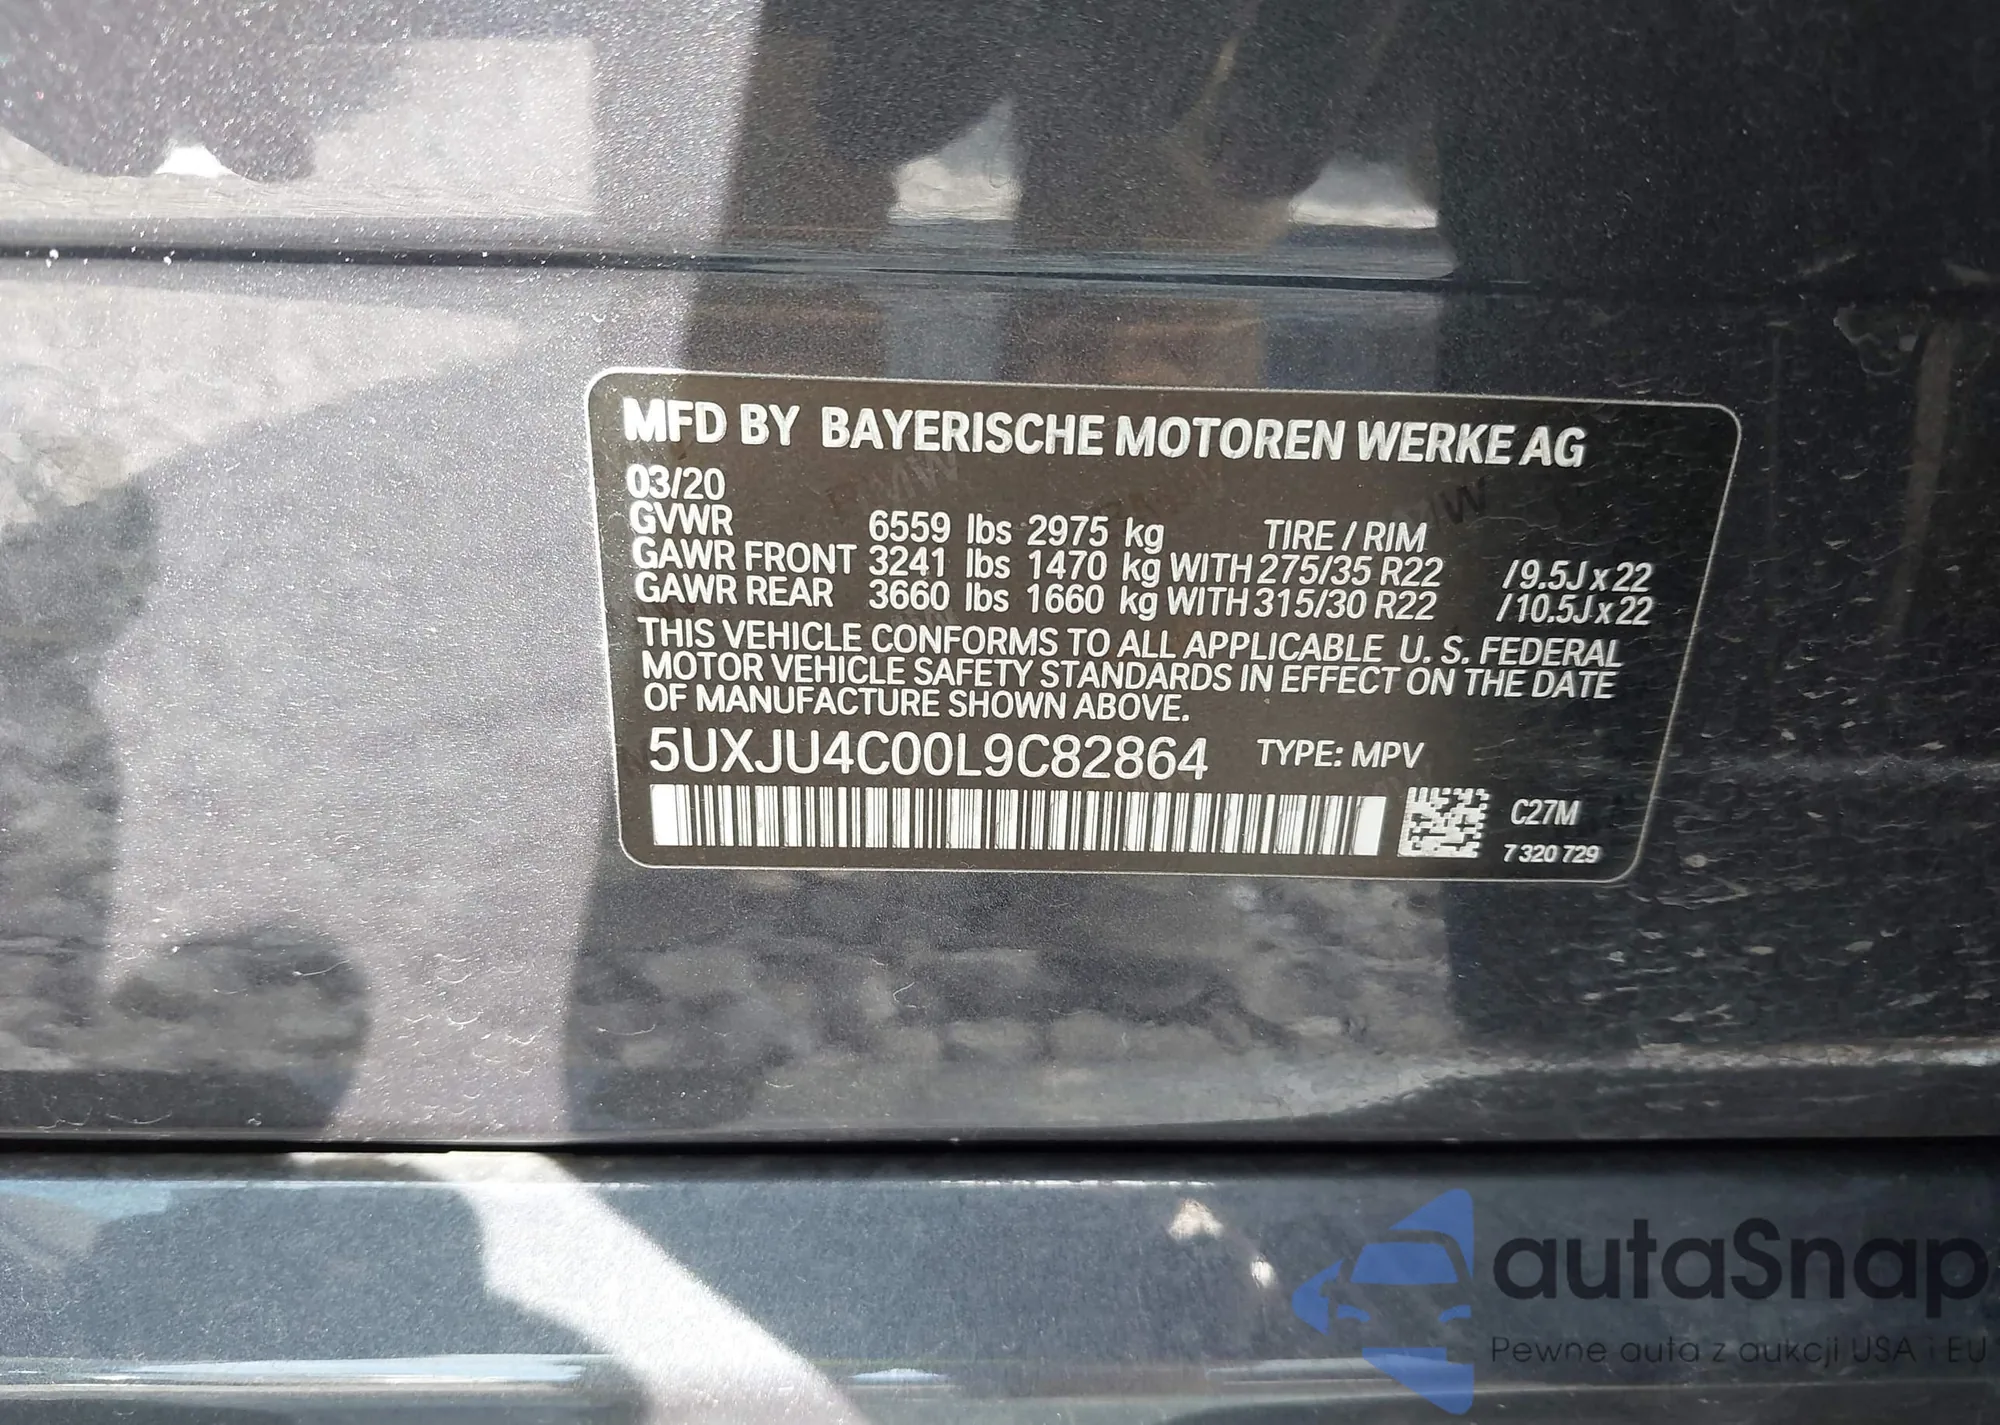 MFD BY BAYERISCHE MOTOREN WERKE AG
03/20
GVWR 6559 lbs 2975 kg TIRE / RIM
GAWR FRONT 3241 lbs 1470 kg WITH 275/35 R22 /9.5J x 22
GAWR REAR 3660 lbs 1660 kg WITH 315/30 R22 /10.5J x 22
THIS VEHICLE CONFORMS TO ALL APPLICABLE U. S. FEDERAL
MOTOR VEHICLE SAFETY STANDARDS IN EFFECT ON THE DATE
OF MANUFACTURE SHOWN ABOVE.
5UXJU4C00L9C82864 TYPE: MPV
C27M
7 320 729
autaSnap
Pewne auta z aukcji USA i EU